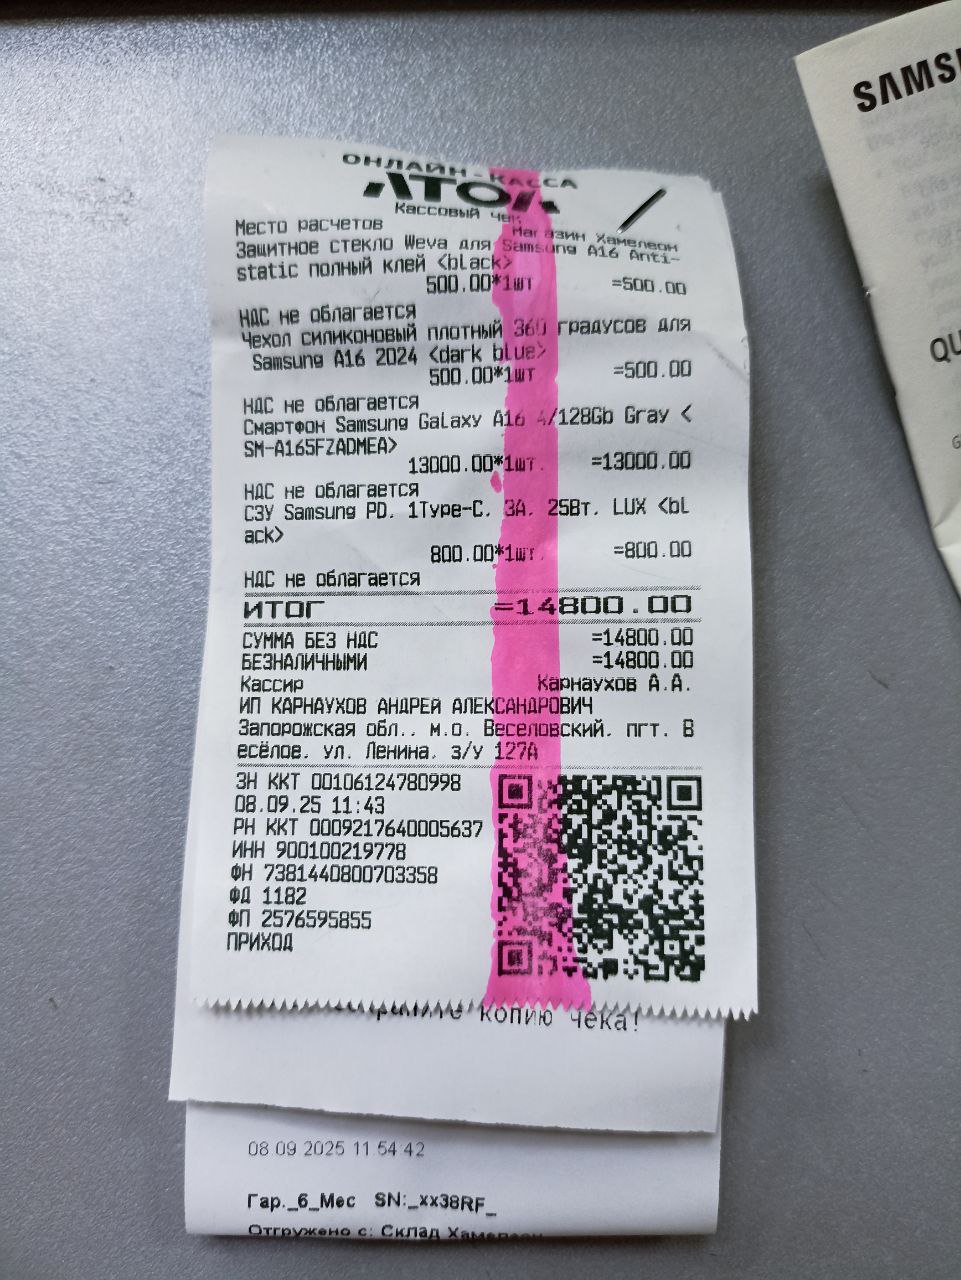 ОНЛАЙН-КАССА
АТОЛ
Кассовый чек
Место расчетов Магазин Хамелеон
Защитное стекло Weva для Samsung A16 Anti-
static полный клей <black>
500.00*1шт =500.00
НДС не облагается
Чехол силиконовый плотный 360 градусов для
Samsung A16 2024 <dark blue>
500.00*1шт =500.00
НДС не облагается
Смартфон Samsung Galaxy A16 4/128Gb Gray <
SM-A165FZADMEA>
13000.00*1шт. =13000.00
НДС не облагается
СЗУ Samsung PD, 1Type-C, 3A, 25Вт, LUX <bl
ack>
800.00*1шт. =800.00
НДС не облагается
ИТОГ =14800.00
СУММА БЕЗ НДС =14800.00
БЕЗНАЛИЧНЫМИ =14800.00
Кассир Карнаухов А.А.
ИП КАРНАУХОВ АНДРЕЙ АЛЕКСАНДРОВИЧ
Запорожская обл., м.о. Веселовский, пгт. В
есёлое, ул. Ленина, з/у 127А
ЗН ККТ 00106124780998
08.09.25 11:43
РН ККТ 0009217640005637
ИНН 900100219778
ФН 7381440800703358
ФД 1182
ФП 2576595855
ПРИХОД
копию чека!
08.09.2025 11:54:42
Гар._6_Мес SN:_xx38RF_
Отгружено с: Склад Хамелеон
SAMS
QU